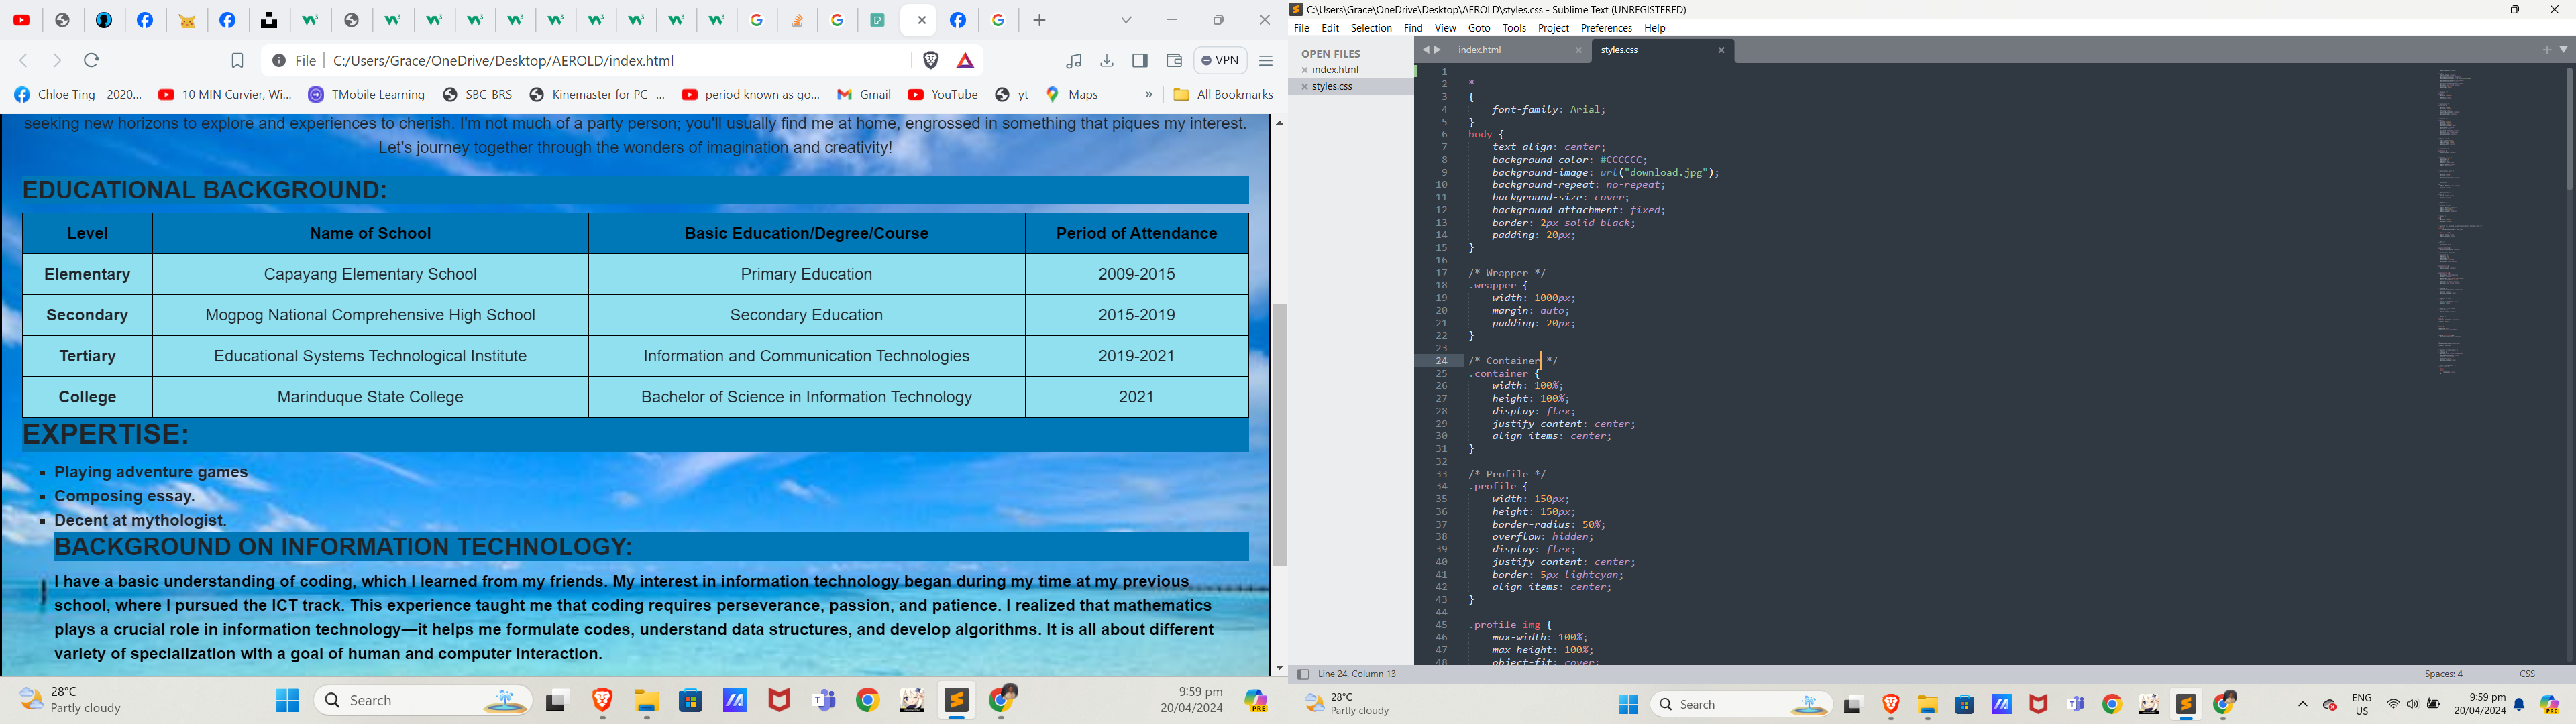 File C:/Users/Grace/OneDrive/Desktop/AEROLD/index.html VPN
Chloe Ting - 2020... 10 MIN Curvier, Wi... TMobile Learning SBC-BRS Kinemaster for PC -... period known as go... Gmail YouTube yt Maps » All Bookmarks
seeking new horizons to explore and experiences to cherish. I'm not much of a party person; you'll usually find me at home, engrossed in something that piques my interest.
Let's journey together through the wonders of imagination and creativity!
EDUCATIONAL BACKGROUND:
Level Name of School Basic Education/Degree/Course Period of Attendance
Elementary Capayang Elementary School Primary Education 2009-2015
Secondary Mogpog National Comprehensive High School Secondary Education 2015-2019
Tertiary Educational Systems Technological Institute Information and Communication Technologies 2019-2021
College Marinduque State College Bachelor of Science in Information Technology 2021
EXPERTISE:
▪ Playing adventure games
▪ Composing essay.
▪ Decent at mythologist.
BACKGROUND ON INFORMATION TECHNOLOGY:
I have a basic understanding of coding, which I learned from my friends. My interest in information technology began during my time at my previous
school, where I pursued the ICT track. This experience taught me that coding requires perseverance, passion, and patience. I realized that mathematics
plays a crucial role in information technology—it helps me formulate codes, understand data structures, and develop algorithms. It is all about different
variety of specialization with a goal of human and computer interaction.
28°C
Partly cloudy
Search
9:59 pm
20/04/2024
C:\Users\Grace\OneDrive\Desktop\AEROLD\styles.css - Sublime Text (UNREGISTERED)
File Edit Selection Find View Goto Tools Project Preferences Help
OPEN FILES
index.html
styles.css
index.html styles.css
1
2 *
3 {
4 font-family: Arial;
5 }
6 body {
7 text-align: center;
8 background-color: #CCCCCC;
9 background-image: url("download.jpg");
10 background-repeat: no-repeat;
11 background-size: cover;
12 background-attachment: fixed;
13 border: 2px solid black;
14 padding: 20px;
15 }
16
17 /* Wrapper */
18 .wrapper {
19 width: 1000px;
20 margin: auto;
21 padding: 20px;
22 }
23
24 /* Container */
25 .container {
26 width: 100%;
27 height: 100%;
28 display: flex;
29 justify-content: center;
30 align-items: center;
31 }
32
33 /* Profile */
34 .profile {
35 width: 150px;
36 height: 150px;
37 border-radius: 50%;
38 overflow: hidden;
39 display: flex;
40 justify-content: center;
41 border: 5px lightcyan;
42 align-items: center;
43 }
44
45 .profile img {
46 max-width: 100%;
47 max-height: 100%;
48 object-fit: cover;
Line 24, Column 13 Spaces: 4 CSS
28°C
Partly cloudy
Search
ENG
US
9:59 pm
20/04/2024